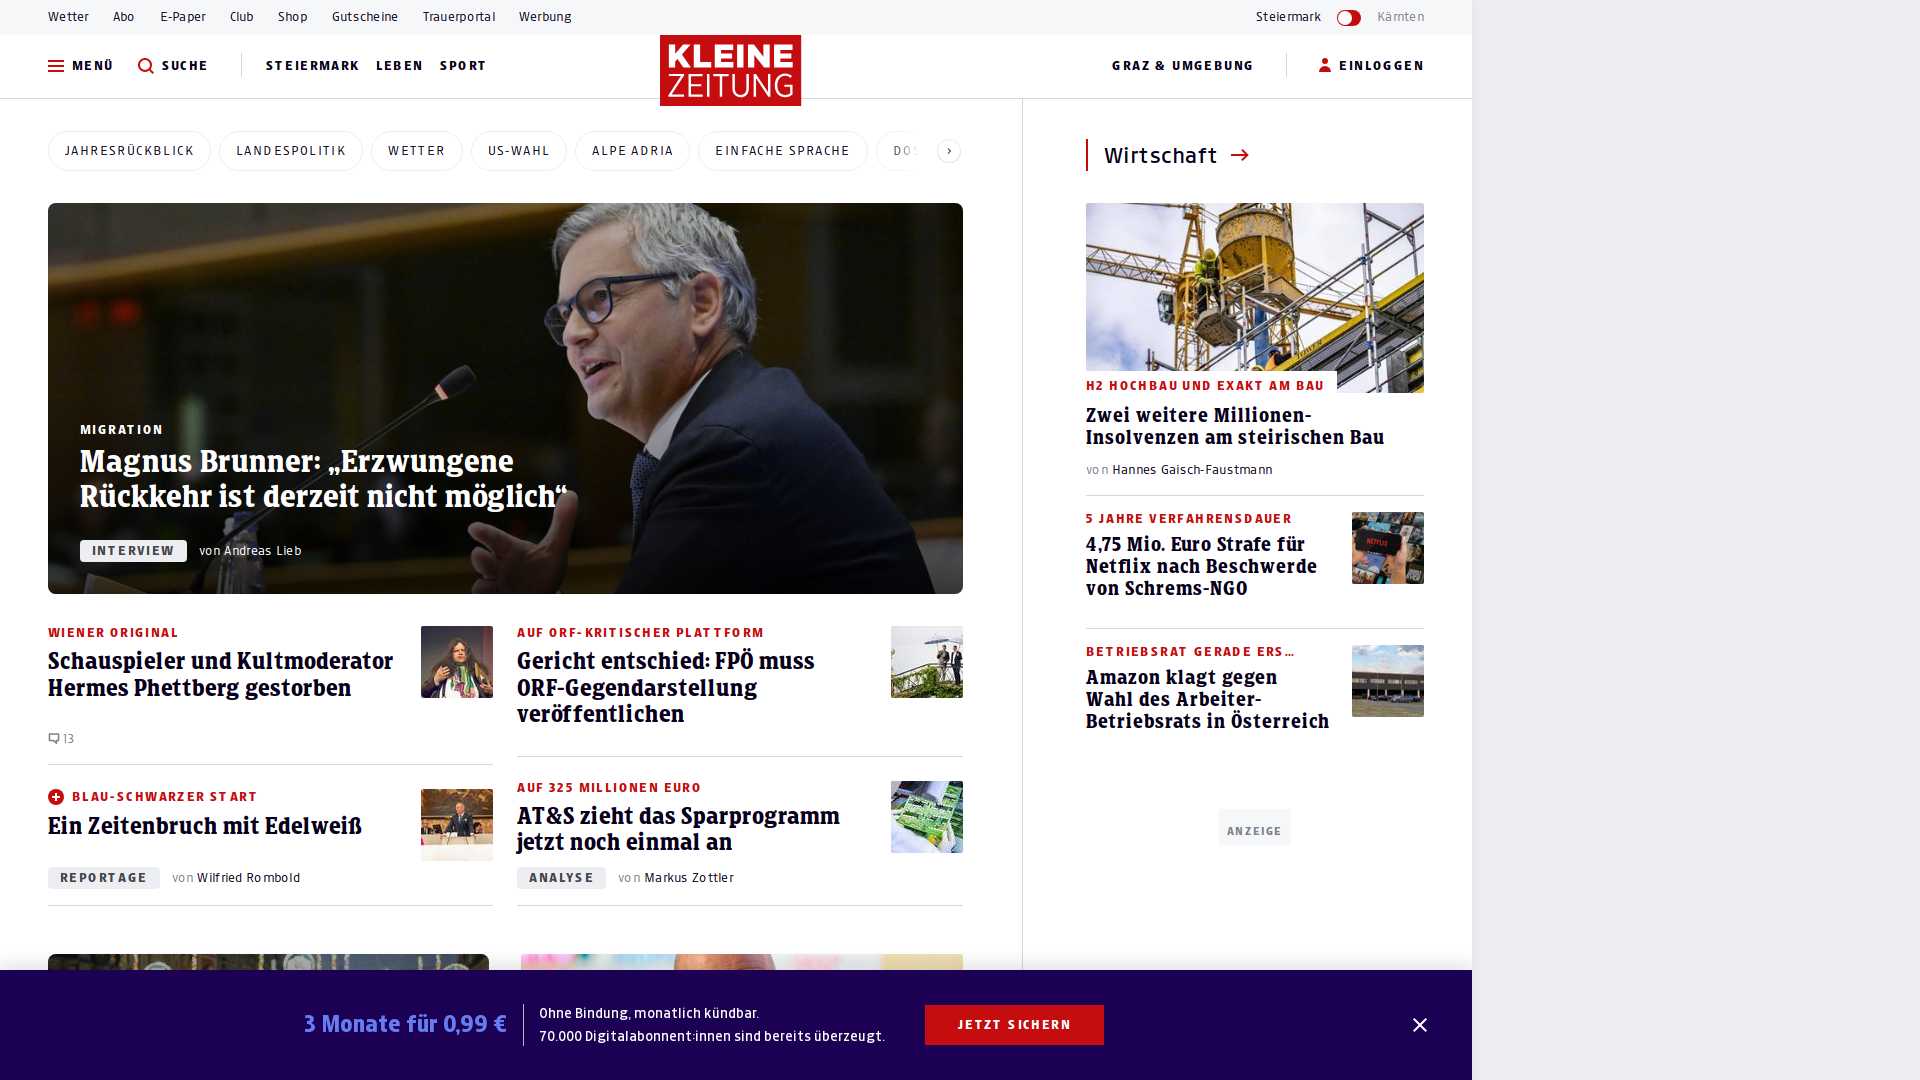 Wetter Abo E-Paper Club Shop Gutscheine Trauerportal Werbung
Steiermark Kärnten
MENÜ SUCHE STEIERMARK LEBEN SPORT
KLEINE
ZEITUNG
GRAZ & UMGEBUNG EINLOGGEN
JAHRESRÜCKBLICK LANDESPOLITIK WETTER US-WAHL ALPE ADRIA EINFACHE SPRACHE
MIGRATION
Magnus Brunner: „Erzwungene
Rückkehr ist derzeit nicht möglich“
INTERVIEW von Andreas Lieb
WIENER ORIGINAL
Schauspieler und Kultmoderator
Hermes Phettberg gestorben
13
AUF ORF-KRITISCHER PLATTFORM
Gericht entschied: FPÖ muss
ORF-Gegendarstellung
veröffentlichen
BLAU-SCHWARZER START
Ein Zeitenbruch mit Edelweiß
REPORTAGE von Wilfried Rombold
AUF 325 MILLIONEN EURO
AT&S zieht das Sparprogramm
jetzt noch einmal an
ANALYSE von Markus Zottler
Wirtschaft
H2 HOCHBAU UND EXAKT AM BAU
Zwei weitere Millionen-
Insolvenzen am steirischen Bau
von Hannes Gaisch-Faustmann
5 JAHRE VERFAHRENSDAUER
4,75 Mio. Euro Strafe für
Netflix nach Beschwerde
von Schrems-NGO
NETFLIX
BETRIEBSRAT GERADE ERS…
Amazon klagt gegen
Wahl des Arbeiter-
Betriebsrats in Österreich
ANZEIGE
3 Monate für 0,99 €
Ohne Bindung, monatlich kündbar.
70.000 Digitalabonnent:innen sind bereits überzeugt.
JETZT SICHERN